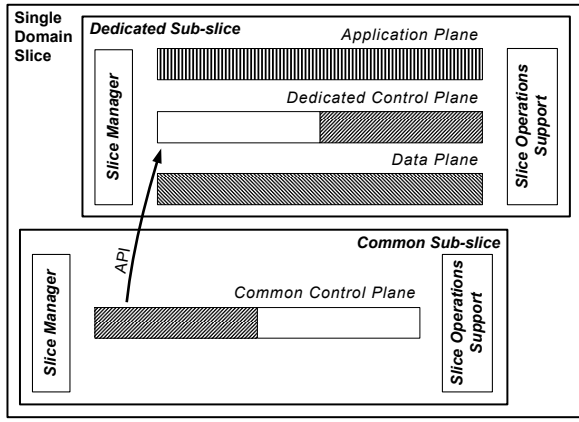 Single
Domain
Slice
Dedicated Sub-slice
Application Plane
Slice Manager
Dedicated Control Plane
Data Plane
Slice Operations
Support
API
Common Sub-slice
Slice Manager
Common Control Plane
Slice Operations
Support